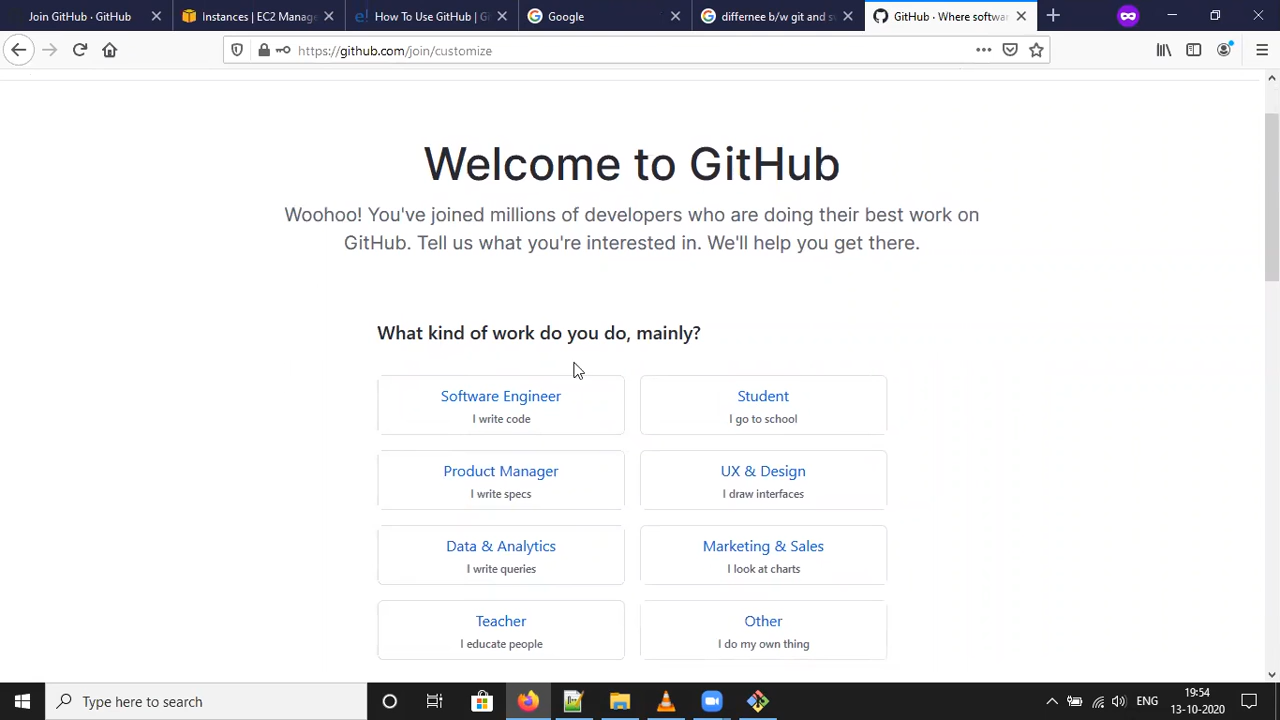 Join GitHub · GitHub
Instances | EC2 Manag
How To Use GitHub | G
Google
differnee b/w git and s
GitHub · Where softwa
https://github.com/join/customize
Welcome to GitHub
Woohoo! You've joined millions of developers who are doing their best work on
GitHub. Tell us what you're interested in. We'll help you get there.
What kind of work do you do, mainly?
Software Engineer
I write code
Student
I go to school
Product Manager
I write specs
UX & Design
I draw interfaces
Data & Analytics
I write queries
Marketing & Sales
I look at charts
Teacher
I educate people
Other
I do my own thing
Type here to search
ENG
19:54
13-10-2020